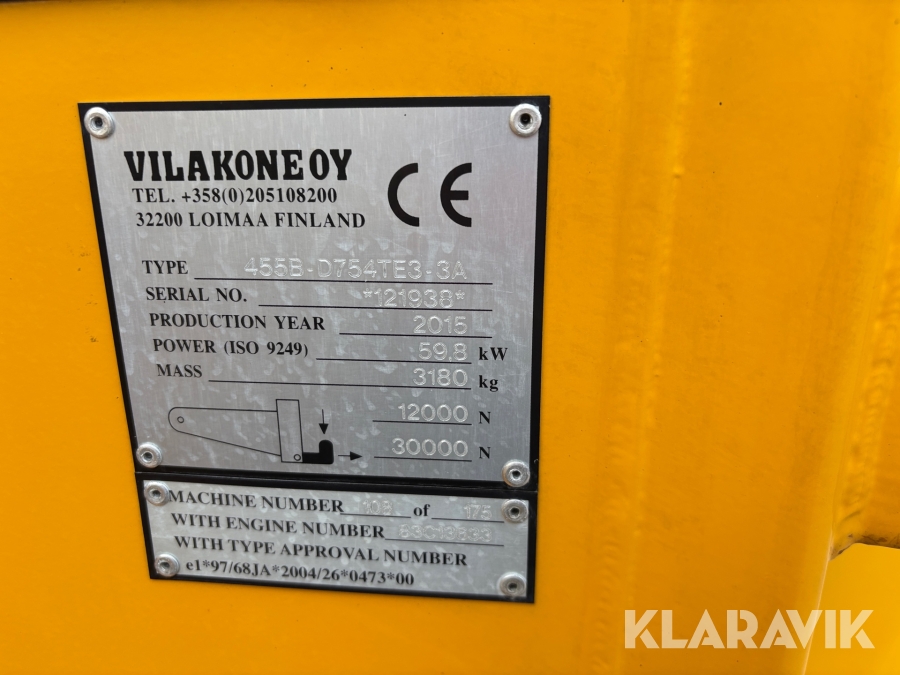 VILAKONE OY
TEL. +358(0)205108200
32200 LOIMAA FINLAND
CE
TYPE 455B-D754TE3-3A
SERIAL NO. *121938*
PRODUCTION YEAR 2015
POWER (ISO 9249) 59,8 kW
MASS 3180 kg
12000 N
30000 N
MACHINE NUMBER of 175
WITH ENGINE NUMBER
WITH TYPE APPROVAL NUMBER
e1*97/68JA*2004/26*0473*00
KLARAVIK